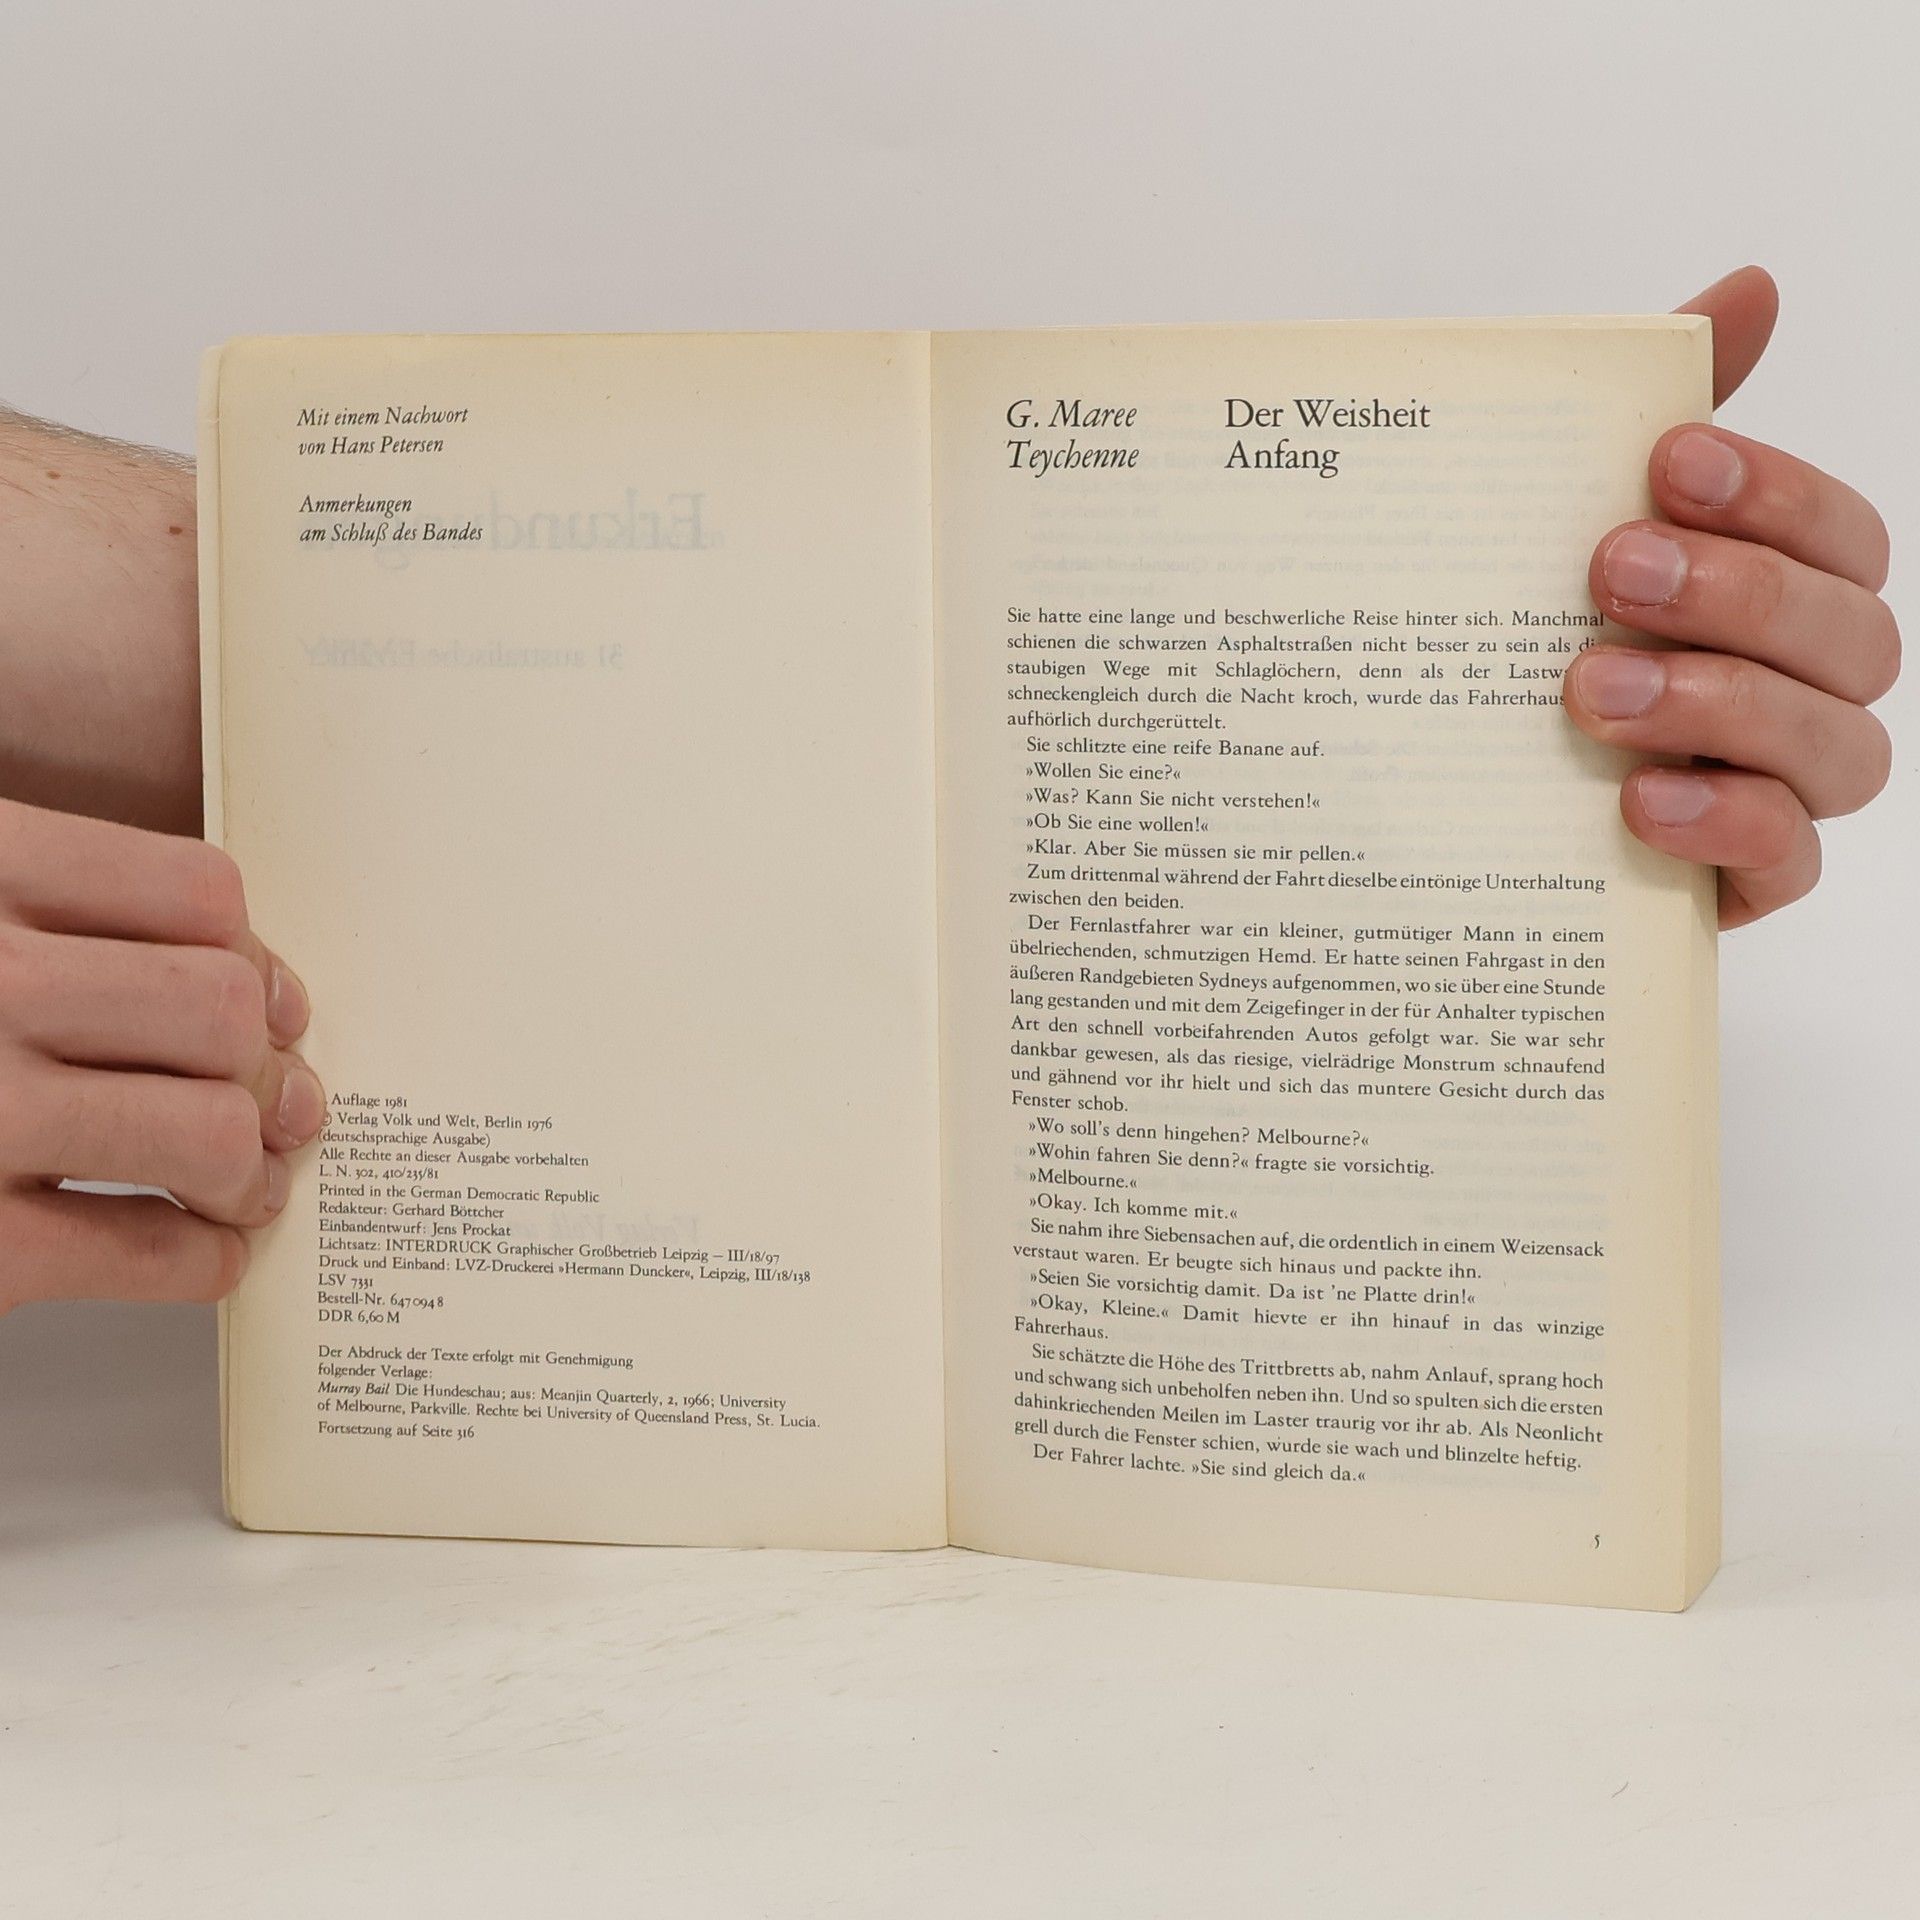 Mit einem Nachwort
von Hans Petersen
Anmerkungen
am Schluß des Bandes
Auflage 1981
© Verlag Volk und Welt, Berlin 1976
(deutschsprachige Ausgabe)
Alle Rechte an dieser Ausgabe vorbehalten
L. N. 302, 410/235/81
Printed in the German Democratic Republic
Redakteur: Gerhard Böttcher
Einbandentwurf: Jens Prockat
Lichtsatz: INTERDRUCK Graphischer Großbetrieb Leipzig – III/18/97
Druck und Einband: LVZ-Druckerei »Hermann Duncker«, Leipzig, III/18/138
LSV 7331
Bestell-Nr. 647 094 8
DDR 6,60 M
Der Abdruck der Texte erfolgt mit Genehmigung
folgender Verlage:
Murray Bail Die Hundeschau; aus: Meanjin Quarterly, 2, 1966; University
of Melbourne, Parkville. Rechte bei University of Queensland Press, St. Lucia.
Fortsetzung auf Seite 316
G. Maree
Teychenne
Der Weisheit
Anfang
Sie hatte eine lange und beschwerliche Reise hinter sich. Manchmal
schienen die schwarzen Asphaltstraßen nicht besser zu sein als
staubigen Wege mit Schlaglöchern, denn als der
schneckengleich durch die Nacht kroch, wurde das Fahrerhaus
aufhörlich durchgerüttelt.
Sie schlitzte eine reife Banane auf.
»Wollen Sie eine?«
»Was? Kann Sie nicht verstehen!«
»Ob Sie eine wollen!«
»Klar. Aber Sie müssen sie mir pellen.«
Zum drittenmal während der Fahrt dieselbe eintönige Unterhaltung
zwischen den beiden.
Der Fernlastfahrer war ein kleiner, gutmütiger Mann in einem
übelriechenden, schmutzigen Hemd. Er hatte seinen Fahrgast in den
äußeren Randgebieten Sydneys aufgenommen, wo sie über eine Stunde
lang gestanden und mit dem Zeigefinger in der für Anhalter typischen
Art den schnell vorbeifahrenden Autos gefolgt war. Sie war sehr
dankbar gewesen, als das riesige, vielrädrige Monstrum schnaufend
und gähnend vor ihr hielt und sich das muntere Gesicht durch das
Fenster schob.
»Wo soll's denn hingehen? Melbourne?«
»Wohin fahren Sie denn?« fragte sie vorsichtig.
»Melbourne.«
»Okay. Ich komme mit.«
Sie nahm ihre Siebensachen auf, die ordentlich in einem Weizensack
verstaut waren. Er beugte sich hinaus und packte ihn.
»Seien Sie vorsichtig damit. Da ist 'ne Platte drin!«
»Okay, Kleine.« Damit hievte er ihn hinauf in das winzige
Fahrerhaus.
Sie schätzte die Höhe des Trittbretts ab, nahm Anlauf, sprang hoch
und schwang sich unbeholfen neben ihn. Und so spulten sich die ersten
dahinkriechenden Meilen im Laster traurig vor ihr ab. Als Neonlicht
grell durch die Fenster schien, wurde sie wach und blinzelte heftig.
Der Fahrer lachte. »Sie sind gleich da.«
5